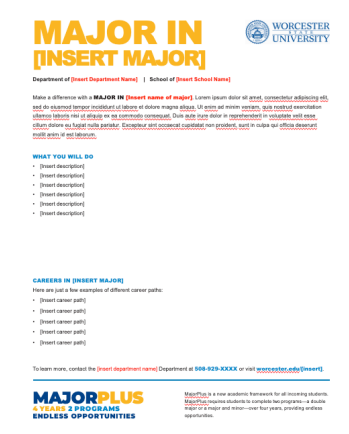 MAJOR IN
[INSERT MAJOR]
WORCESTER
STATE
UNIVERSITY
Department of [Insert Department Name] | School of [Insert School Name]
Make a difference with a MAJOR IN [Insert name of major]. Lorem ipsum dolor sit amet, consectetur adipiscing elit,
sed do eiusmod tempor incididunt ut labore et dolore magna aliqua. Ut enim ad minim veniam, quis nostrud exercitation
ullamco laboris nisi ut aliquip ex ea commodo consequat. Duis aute irure dolor in reprehenderit in voluptate velit esse
cillum dolore eu fugiat nulla pariatur. Excepteur sint occaecat cupidatat non proident, sunt in culpa qui officia deserunt
mollit anim id est laborum.
WHAT YOU WILL DO
• [Insert description]
• [Insert description]
• [Insert description]
• [Insert description]
• [Insert description]
• [Insert description]
CAREERS IN [INSERT MAJOR]
Here are just a few examples of different career paths:
• [Insert career path]
• [Insert career path]
• [Insert career path]
• [Insert career path]
• [Insert career path]
To learn more, contact the [Insert department name] Department at 508-929-XXXX or visit worcester.edu/[insert].
MAJORPLUS
4 YEARS 2 PROGRAMS
ENDLESS OPPORTUNITIES
MajorPlus is a new academic framework for all incoming students.
MajorPlus requires students to complete two programs—a double
major or a major and minor—over four years, providing endless
opportunities.